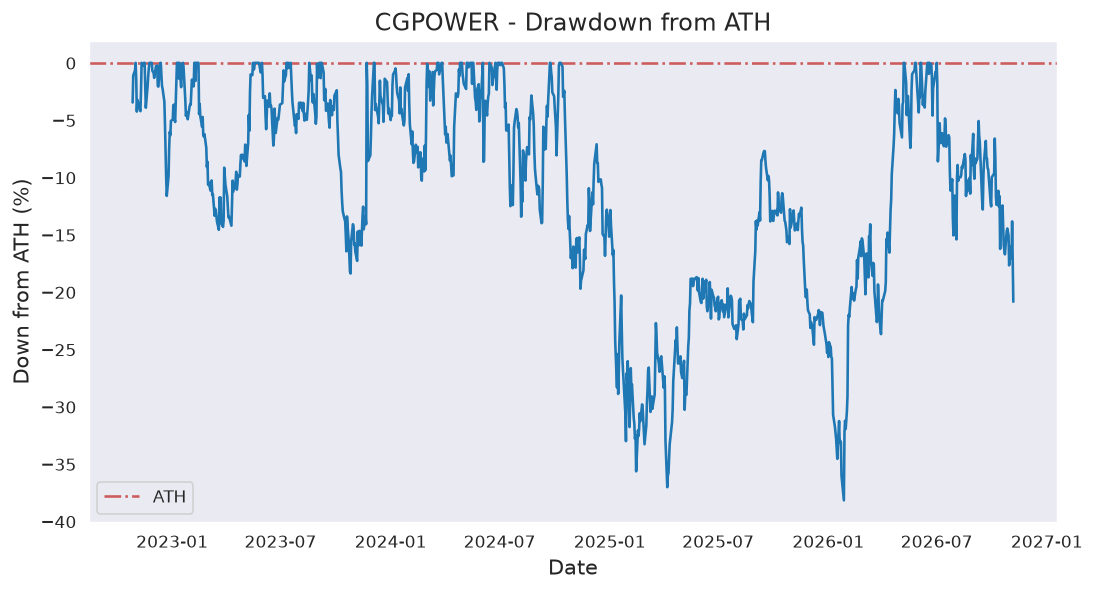 CGPOWER - Drawdown from ATH
Down from ATH (%)
0
−5
−10
−15
−20
−25
−30
−35
−40
ATH
2023-01 2023-07 2024-01 2024-07 2025-01 2025-07 2026-01 2026-07 2027-01
Date